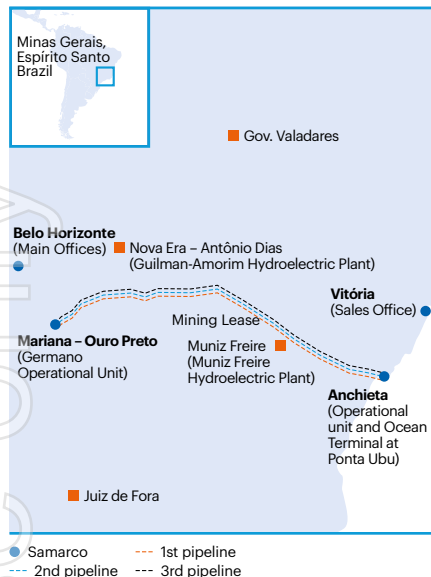 Minas Gerais,
Espírito Santo
Brazil
Gov. Valadares
Belo Horizonte
(Main Offices)
Nova Era – Antônio Dias
(Guilman-Amorim Hydroelectric Plant)
Vitória
(Sales Office)
Mining Lease
Mariana – Ouro Preto
(Germano
Operational Unit)
Muniz Freire
(Muniz Freire
Hydroelectric Plant)
Anchieta
(Operational
unit and Ocean
Terminal at
Ponta Ubu)
Juiz de Fora
Samarco
1st pipeline
2nd pipeline
3rd pipeline